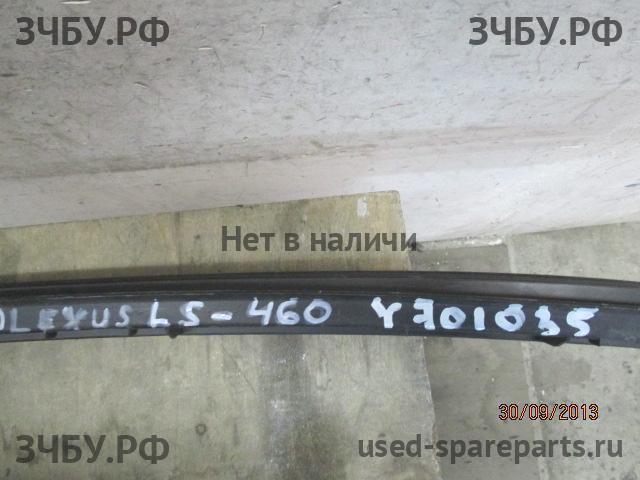 ЗЧБУ.РФ ЗЧБУ.РФ
Нет в наличи
LEXUS LS-460 Y701035
30/09/2013
ЗЧБУ.РФ used-spareparts.ru